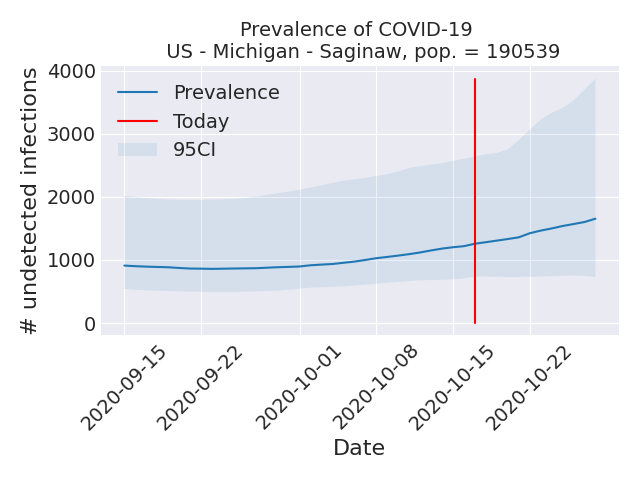 Prevalence of COVID-19
US - Michigan - Saginaw, pop. = 190539
# undetected infections
4000
3000
2000
1000
0
Prevalence
Today
95CI
2020-09-15
2020-09-22
2020-10-01
2020-10-08
2020-10-15
2020-10-22
Date